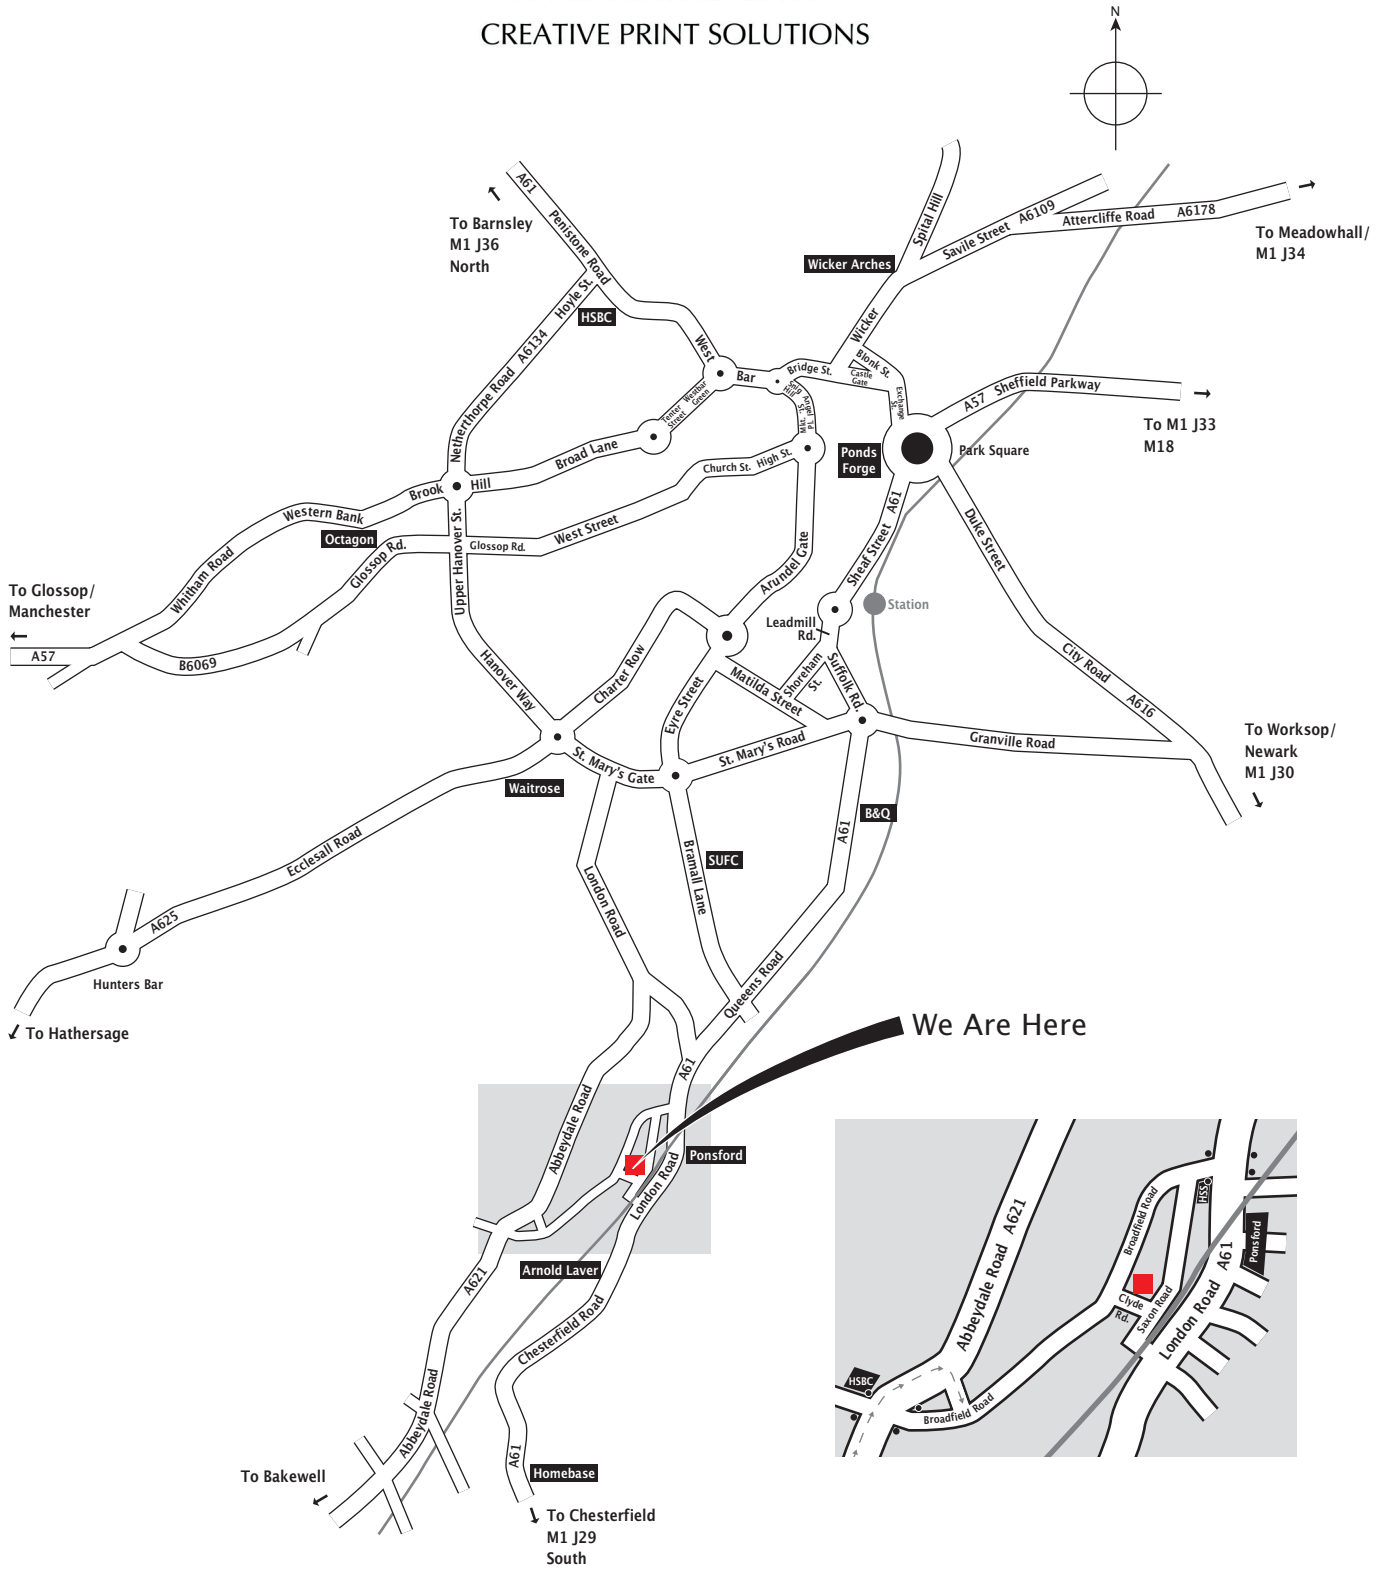 CREATIVE PRINT SOLUTIONS
N
A61
Penistone Road
To Barnsley
M1 J36
North
Hoyle St.
HSBC
A6134
Netherthorpe Road
West
Bar
Spital Hill
Savile Street
A6109
Attercliffe Road
A6178
To Meadowhall/
M1 J34
Wicker Arches
Wicker
Blonk St.
Castle
Gate
Bridge St.
Exchange
St.
Snig
Hill
Angel
St.
Mkt.
Pl.
Tenter
Street
Westbar
Green
A57
Sheffield Parkway
To M1 J33
M18
Park Square
Ponds
Forge
Broad Lane
Church St.
High St.
Brook
Hill
Western Bank
Octagon
Glossop Rd.
Glossop Rd.
West Street
Whitham Road
To Glossop/
Manchester
A57
B6069
Upper Hanover St.
Hanover Way
Arundel Gate
A61
Sheaf Street
Station
Leadmill
Rd.
Duke Street
City Road
A616
Charter Row
Eyre Street
Matilda Street
Shoreham
St.
Suffolk Rd.
St. Mary's Gate
St. Mary's Road
Granville Road
To Worksop/
Newark
M1 J30
Waitrose
Ecclesall Road
A625
Hunters Bar
To Hathersage
London Road
Bramall Lane
SUFC
B&Q
A61
Queeens Road
We Are Here
A61
Abbeydale Road
Ponsford
London Road
Arnold Laver
A621
Chesterfield Road
Abbeydale Road
A61
Homebase
To Bakewell
To Chesterfield
M1 J29
South
Abbeydale Road
A621
Broadfield Road
HSS
Ponsford
A61
Clyde
Rd.
Saxon Road
London Road
HSBC
Broadfield Road